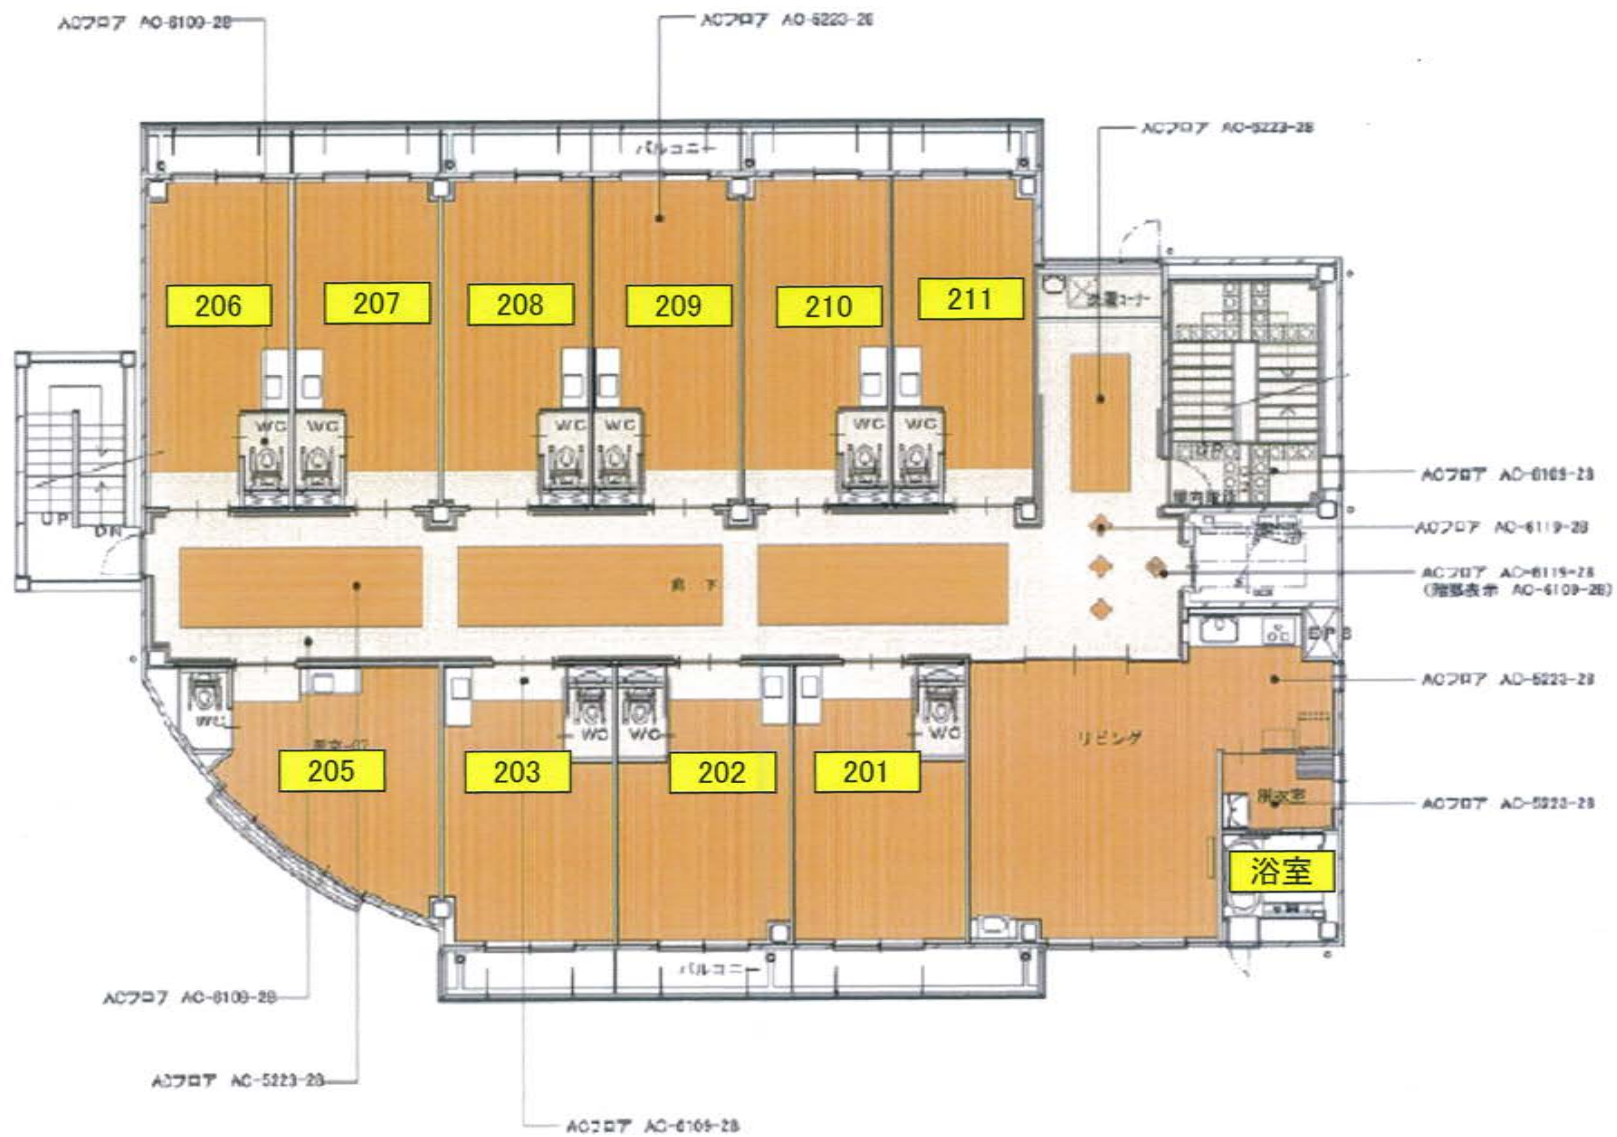 ACフロア AC-6109-28
ACフロア AC-5223-28
ACフロア AC-5223-28
バルコニー
206
207
208
209
210
211
洗濯コーナー
WC
WC
WC
WC
WC
WC
UP
DN
ACフロア AC-6109-28
ACフロア AC-6119-28
廊 下
ACフロア AC-6119-28
(階数表示 AC-6109-28)
EPS
ACフロア AC-5223-28
WC
WC
WC
WC
リビング
205
203
202
201
脱衣室
ACフロア AC-5223-28
浴室
バルコニー
ACフロア AC-6109-28
ACフロア AC-5223-28
ACフロア AC-6109-28